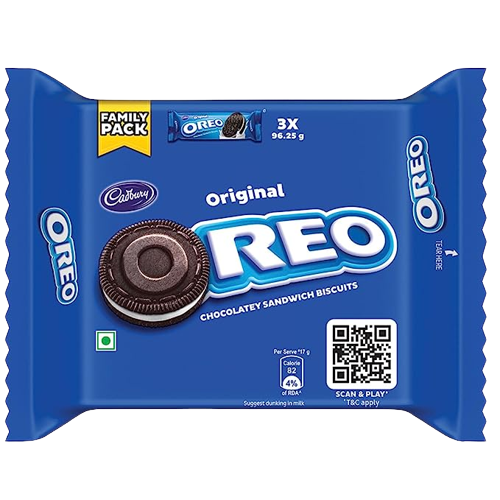 FAMILY
PACK
OREO
3X
96.25 g
Cadbury
Original
OREO
CHOCOLATEY SANDWICH BISCUITS
OREO
OREO
TEAR HERE
Per Serve *17 g
Calorie
82
4%
of RDA*
Suggest dunking in milk
SCAN & PLAY*
*T&C apply